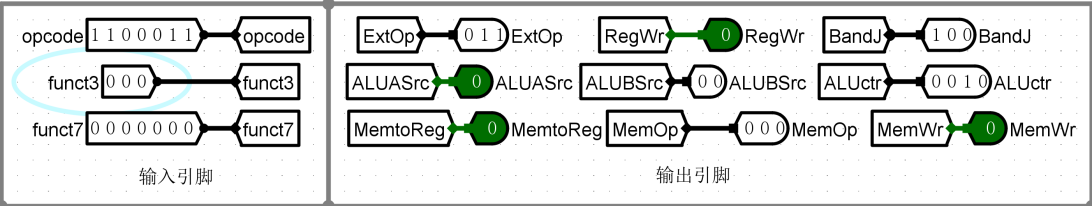 opcode 1100011 opcode
funct3 000 funct3
funct7 0000000 funct7
输入引脚
ExtOp 011 ExtOp RegWr 0 RegWr BandJ 100 BandJ
ALUASrc 0 ALUASrc ALUBSrc 00 ALUBSrc ALUctr 0010 ALUctr
MemtoReg 0 MemtoReg MemOp 000 MemOp MemWr 0 MemWr
输出引脚